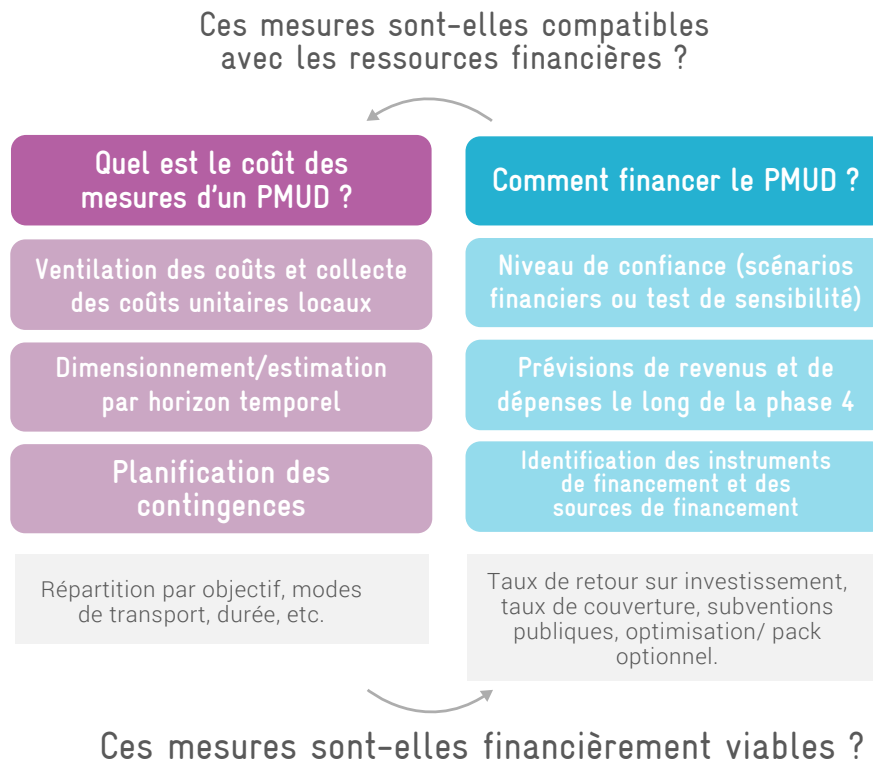 Ces mesures sont-elles compatibles
avec les ressources financières ?
Quel est le coût des
mesures d'un PMUD ?
Ventilation des coûts et collecte
des coûts unitaires locaux
Dimensionnement/estimation
par horizon temporel
Planification des
contingences
Répartition par objectif, modes
de transport, durée, etc.
Comment financer le PMUD ?
Niveau de confiance (scénarios
financiers ou test de sensibilité)
Prévisions de revenus et de
dépenses le long de la phase 4
Identification des instruments
de financement et des
sources de financement
Taux de retour sur investissement,
taux de couverture, subventions
publiques, optimisation/ pack
optionnel.
Ces mesures sont-elles financièrement viables ?